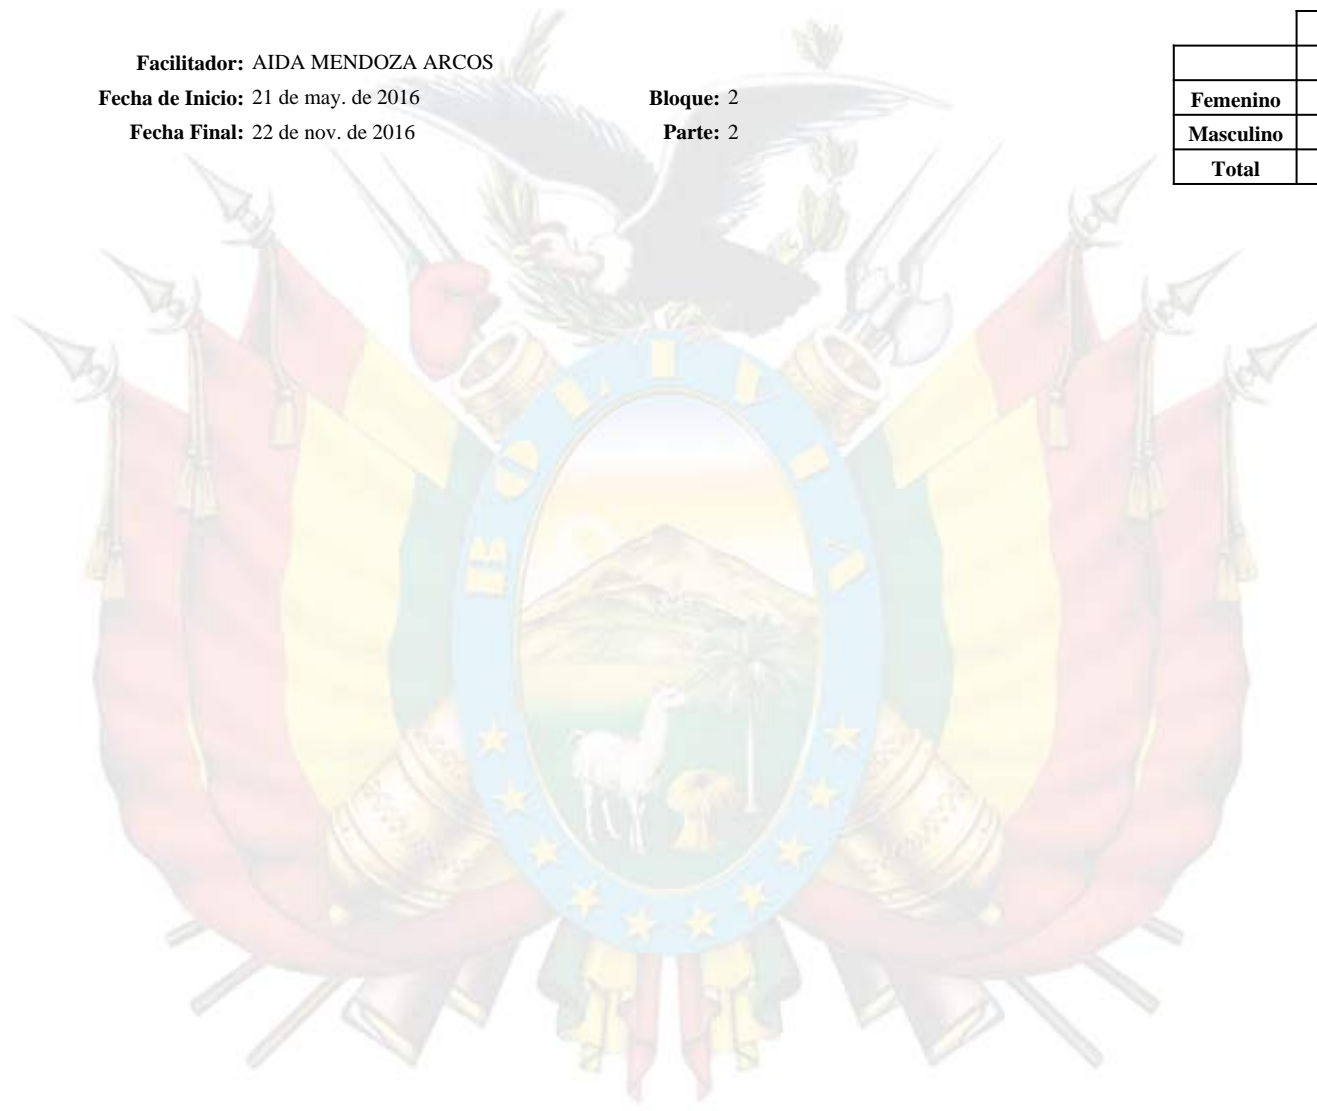 Facilitador: AIDA MENDOZA ARCOS
Fecha de Inicio: 21 de may. de 2016 Bloque: 2
Fecha Final: 22 de nov. de 2016 Parte: 2
Femenino
Masculino
Total
BOLIVIA